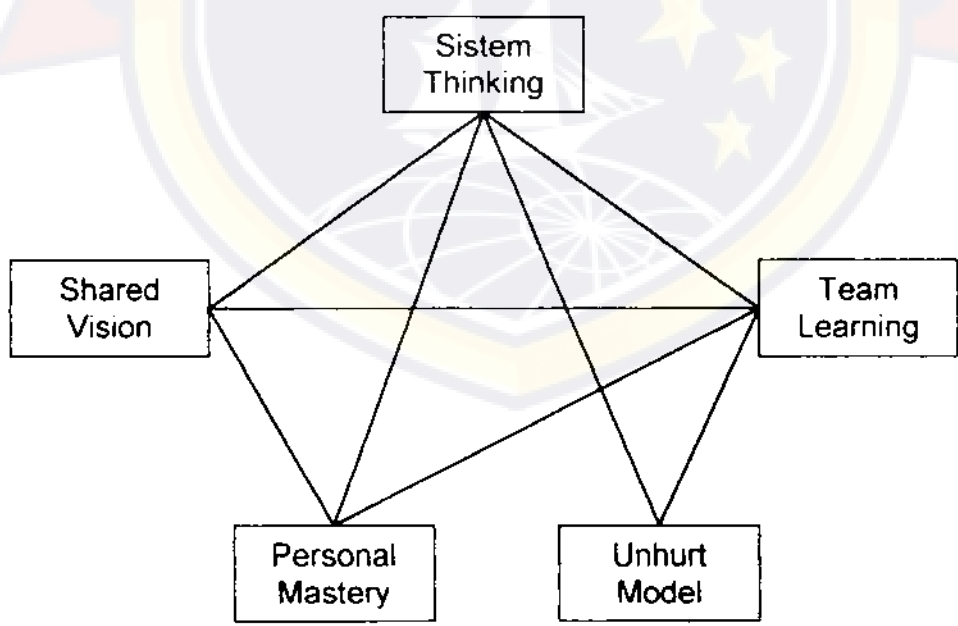 Sistem
Thinking
Shared
Vision
Team
Learning
Personal
Mastery
Unhurt
Model